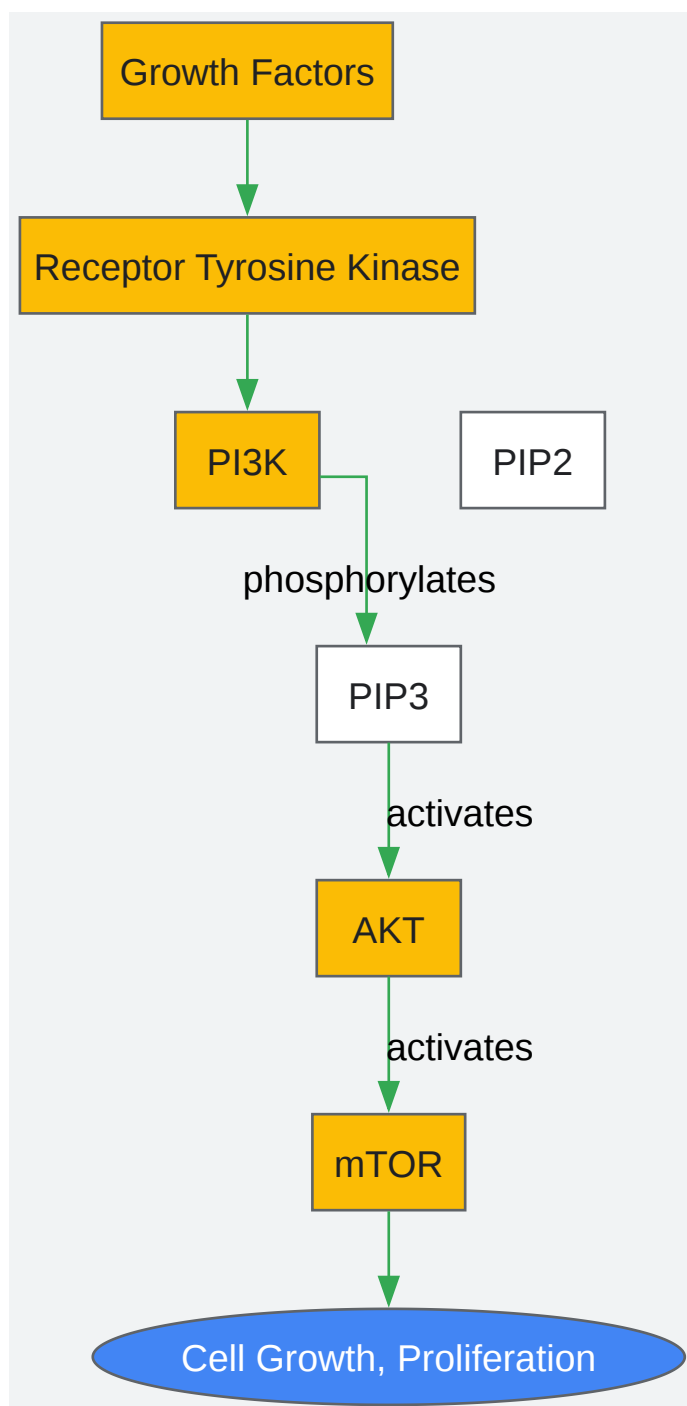 Growth Factors
Receptor Tyrosine Kinase
PI3K
PIP2
phosphorylates
PIP3
activates
AKT
activates
mTOR
Cell Growth, Proliferation